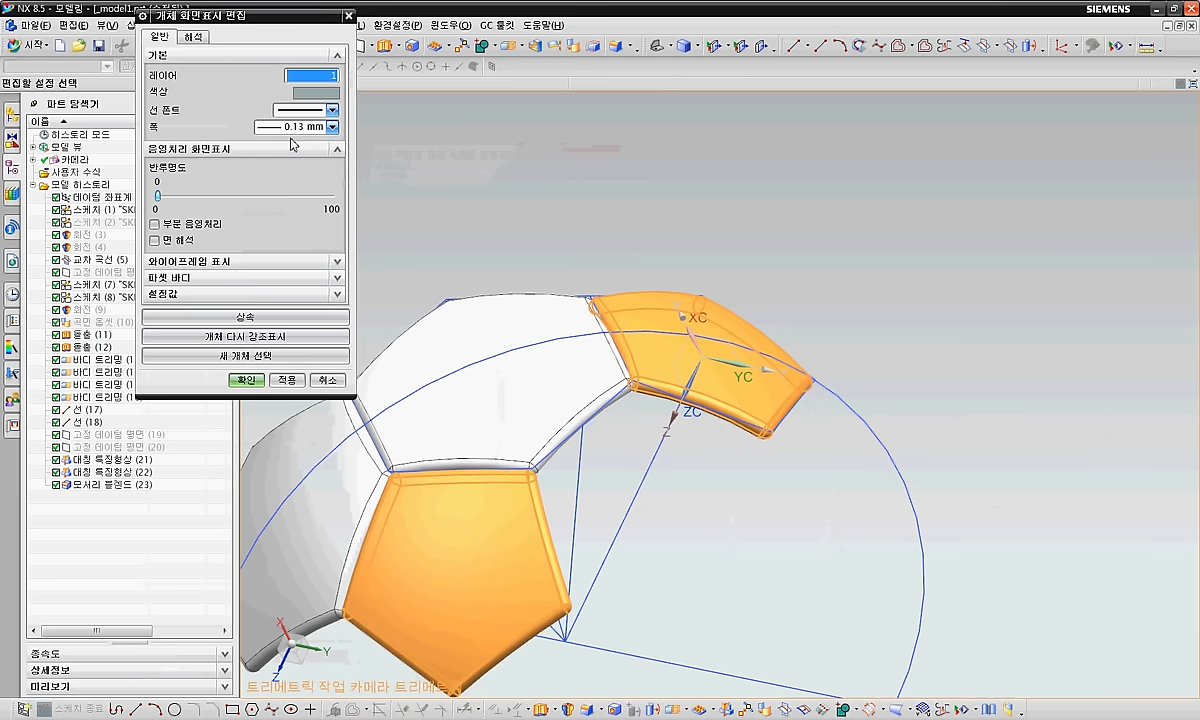 NX 8.5 - 모델링 - [_model1.prt
SIEMENS
개체 화면표시 편집
편집(E) 뷰(V)
환경설정(P) 윈도우(O) GC 툴킷 도움말(H)
시작
일반 해석
기본
레이어 1
색상
선 폰트
폭 0.13 mm
음영처리 화면표시
반투명도
0
0 100
부분 음영처리
면 해석
와이어프레임 표시
파셋 바디
설정값
상속
개체 다시 강조표시
새 개체 선택
확인 적용 취소
편집할 설정 선택
파트 탐색기
이름
히스토리 모드
모델 뷰
카메라
사용자 수식
모델 히스토리
데이텀 좌표계
스케치 (1) "SK
스케치 (2) "SK
회전 (3)
회전 (4)
교차 곡선 (5)
고정 데이텀 평
스케치 (7) "SK
스케치 (8) "SK
회전 (9)
곡면 옵셋 (10)
돌출 (11)
돌출 (12)
바디 트리밍 (1
바디 트리밍 (1
바디 트리밍 (1
바디 트리밍 (1
선 (17)
선 (18)
고정 데이텀 평면 (19)
고정 데이텀 평면 (20)
대칭 특징형상 (21)
대칭 특징형상 (22)
모서리 블렌드 (23)
종속도
상세정보
미리보기
XC
YC
ZC
Z
X
Y
Z
트리메트릭 작업 카메라 트리메트릭
스케치 종료